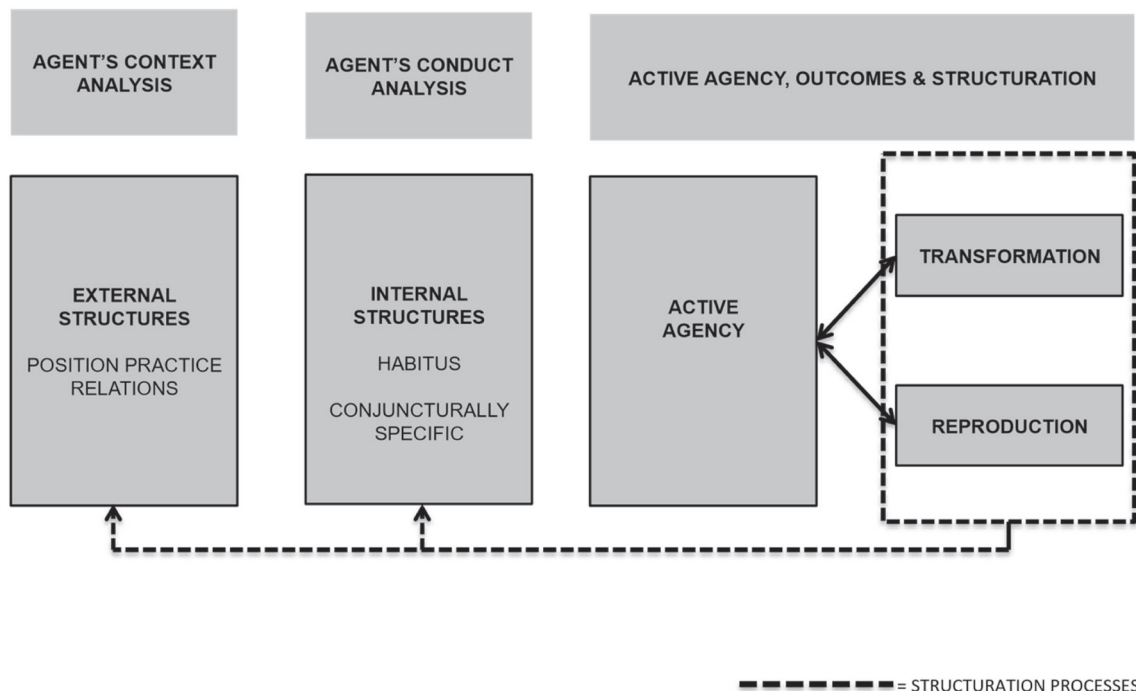 AGENT'S CONTEXT
ANALYSIS
AGENT'S CONDUCT
ANALYSIS
ACTIVE AGENCY, OUTCOMES & STRUCTURATION
EXTERNAL
STRUCTURES
POSITION PRACTICE
RELATIONS
INTERNAL
STRUCTURES
HABITUS
CONJUNCTURALLY
SPECIFIC
ACTIVE
AGENCY
TRANSFORMATION
REPRODUCTION
= STRUCTURATION PROCESSES